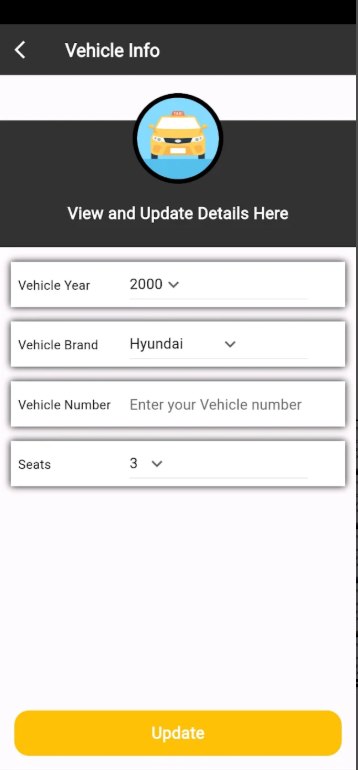 Vehicle Info
TAXI
View and Update Details Here
Vehicle Year 2000
Vehicle Brand Hyundai
Vehicle Number Enter your Vehicle number
Seats 3
Update